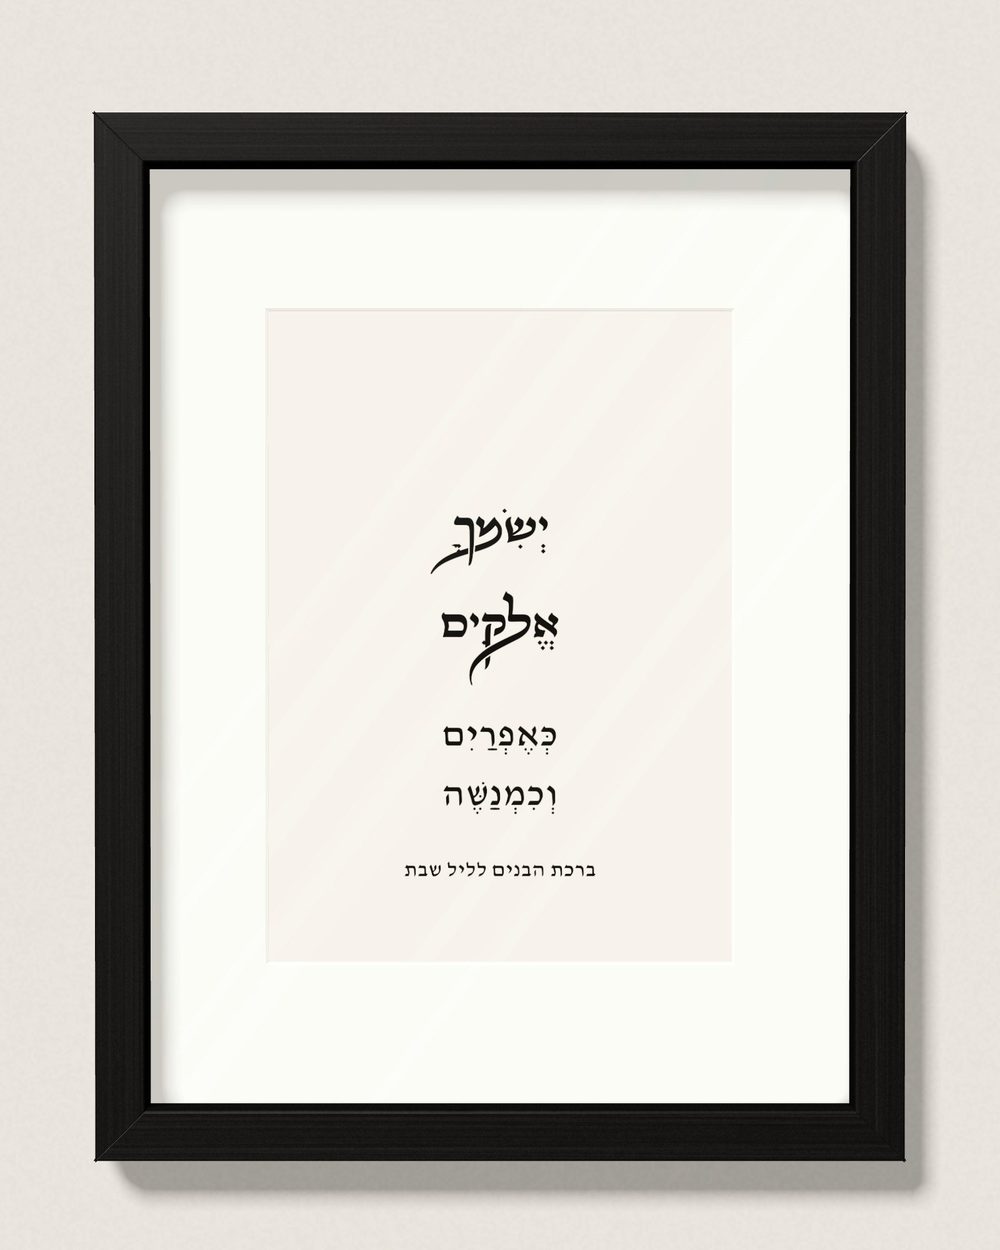 יְשִׂמְךָ
אֱלֹקִים
כְּאֶפְרַיִם
וְכִמְנַשֶּׁה
ברכת הבנים לליל שבת